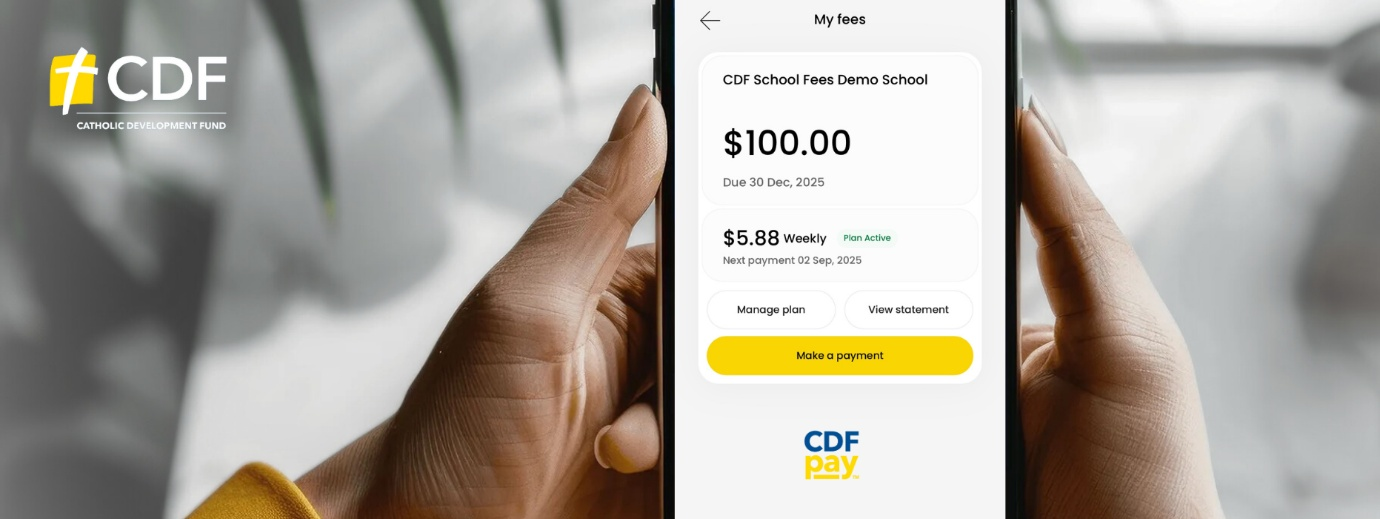 CDF
CATHOLIC DEVELOPMENT FUND
My fees
CDF School Fees Demo School
$100.00
Due 30 Dec, 2025
$5.88 Weekly Plan Active
Next payment 02 Sep, 2025
Manage plan View statement
Make a payment
CDF
pay